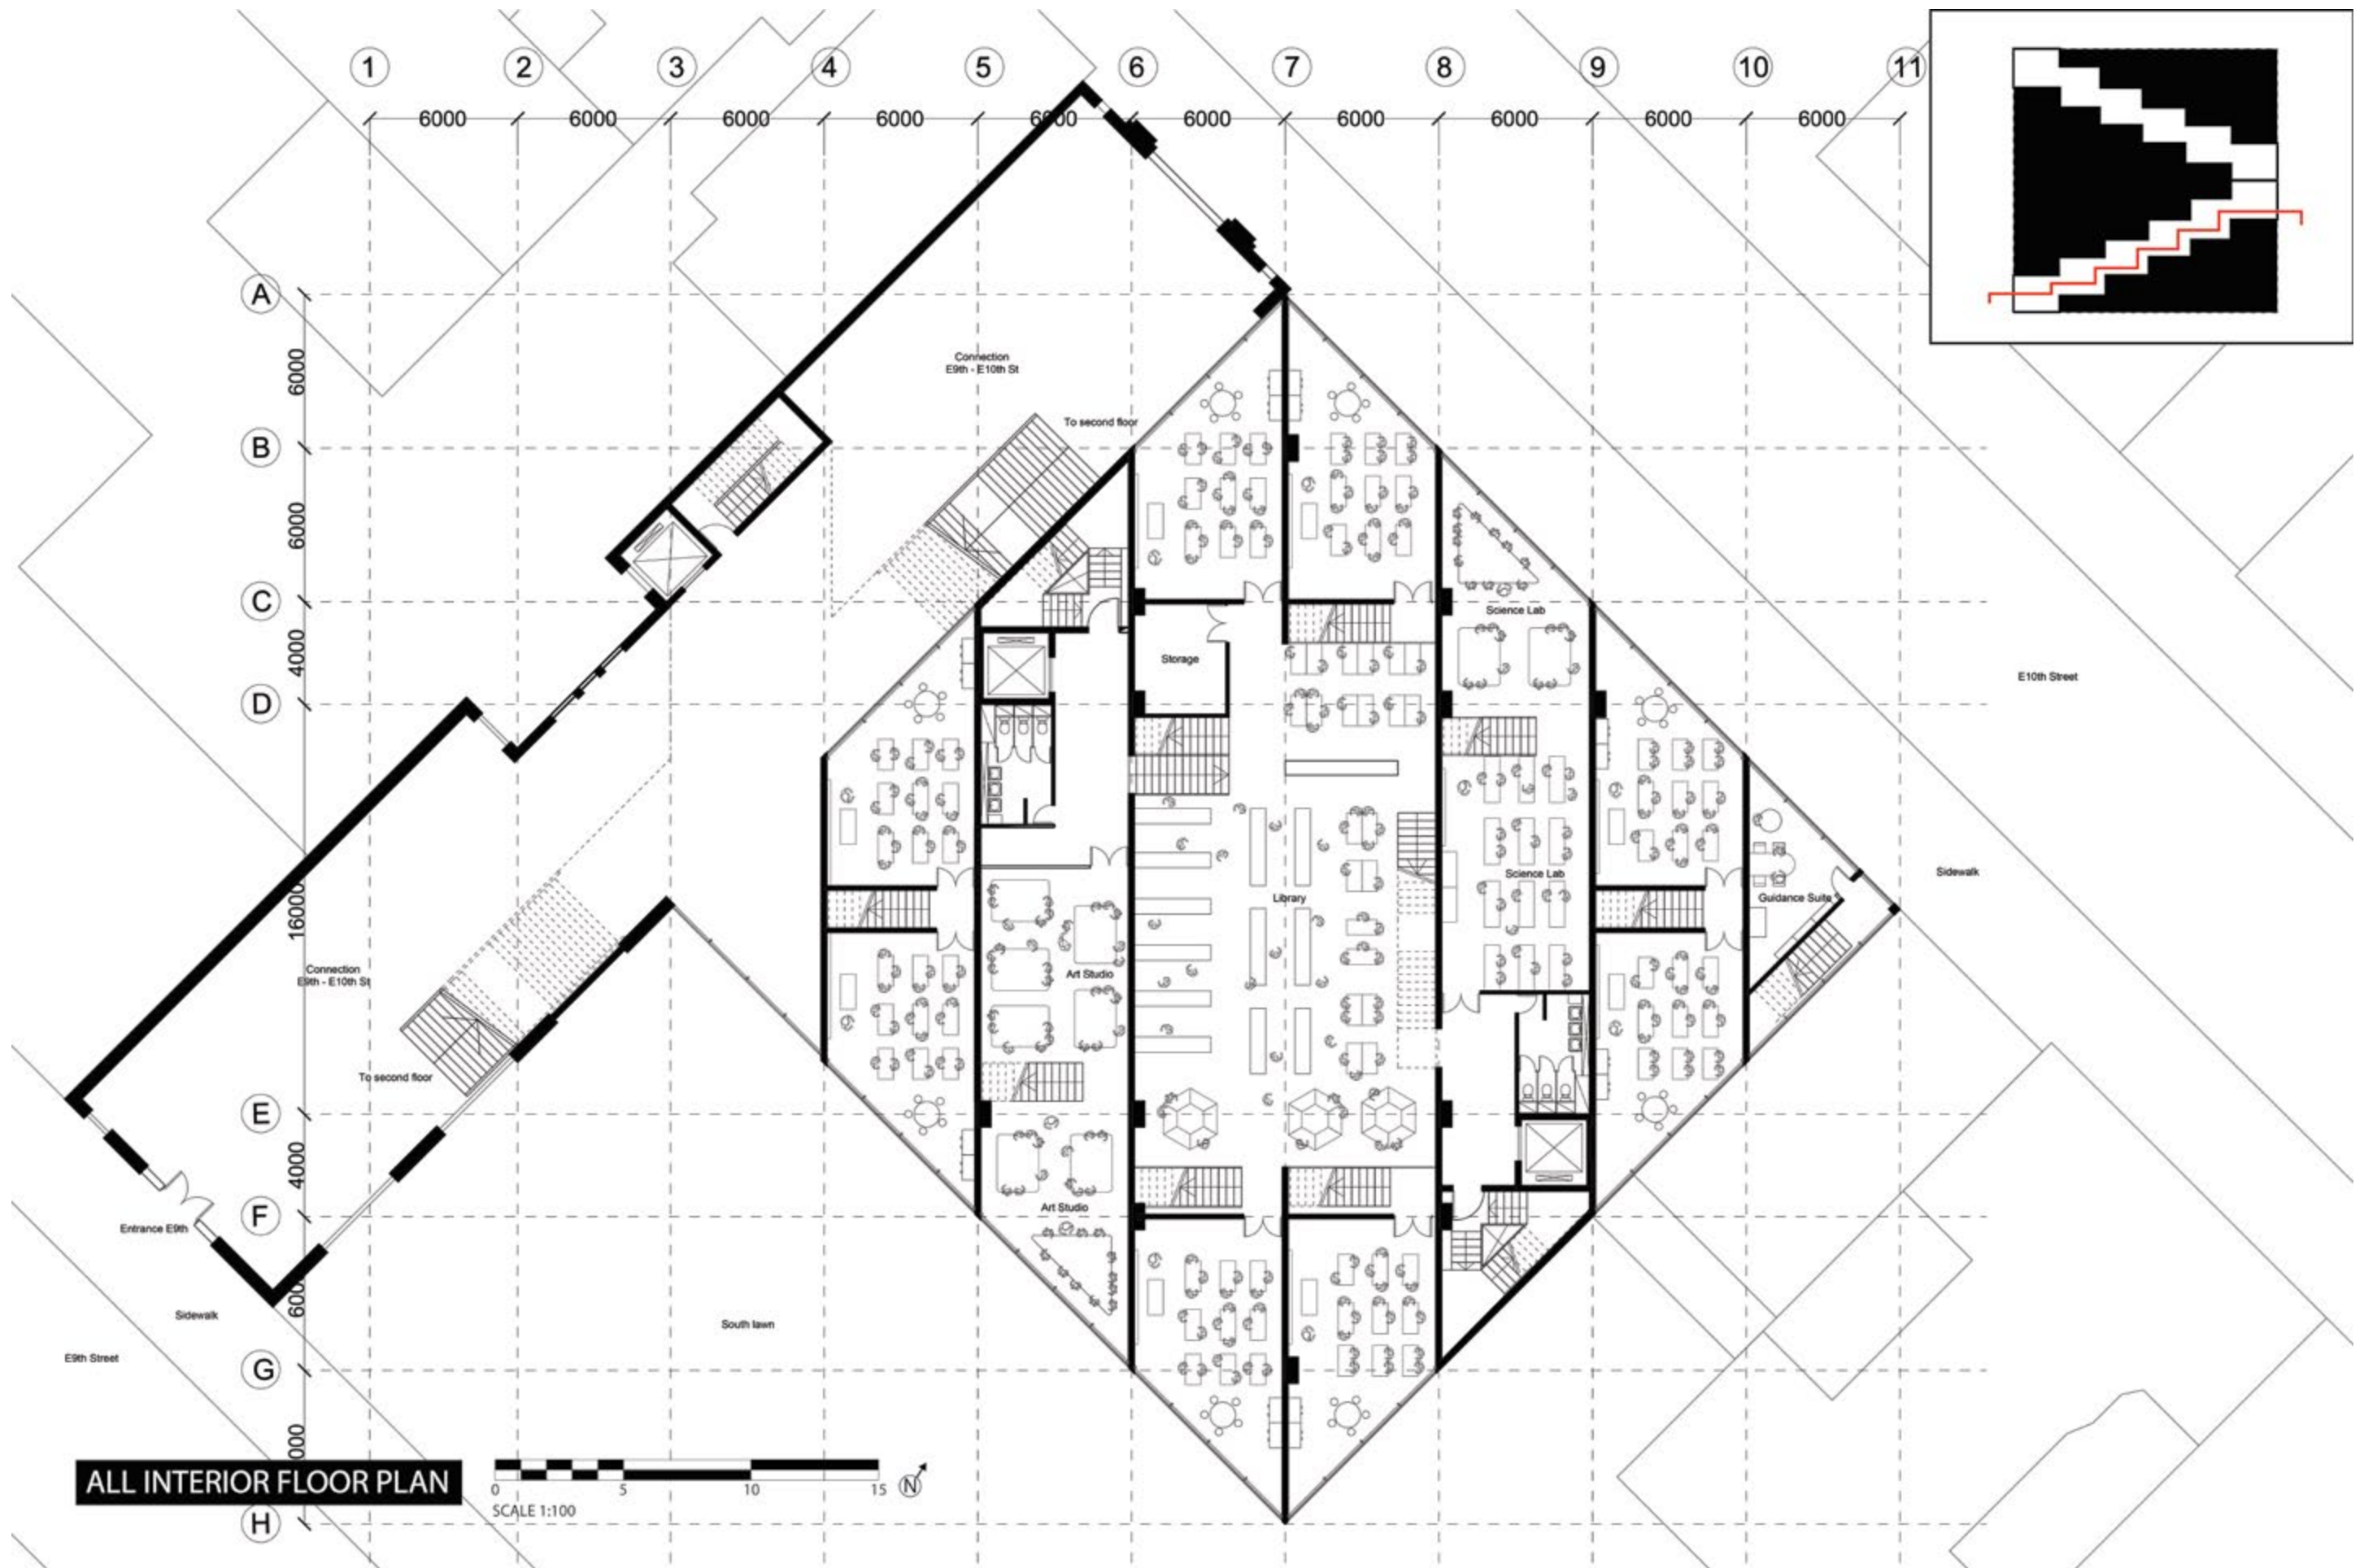 1 2 3 4 5 6 7 8 9 10 11
6000 6000 6000 6000 6000 6000 6000 6000 6000 6000
A
6000
Connection
E9th - E10th St
To second floor
B
6000
C
Science Lab
4000
Storage
E10th Street
D
Sidewalk
Science Lab
Library
Guidance Suite
16000
Connection
E9th - E10th St
Art Studio
To second floor
E
4000
Art Studio
F
Entrance E9th
6000
Sidewalk
South lawn
E9th Street
G
ALL INTERIOR FLOOR PLAN
0 5 10 15
N
SCALE 1:100
H